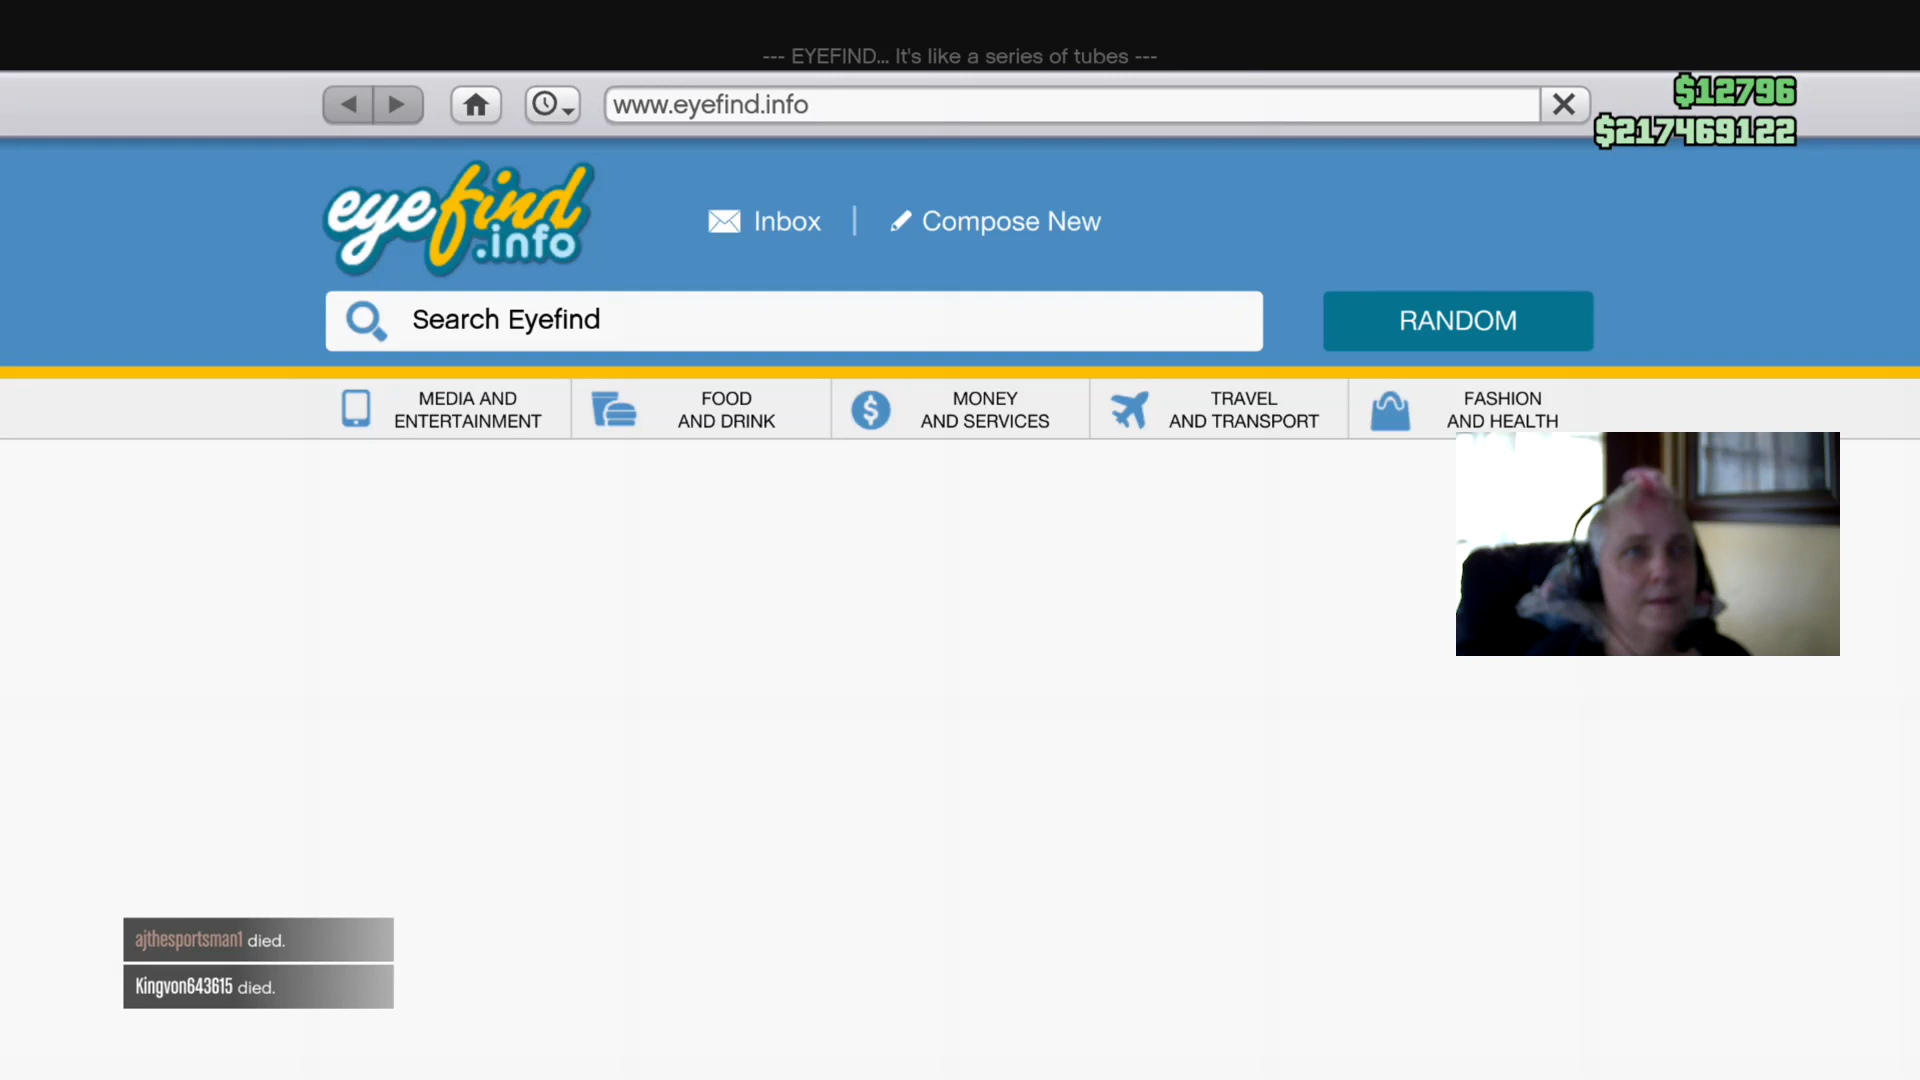 --- EYEFIND... It's like a series of tubes ---
www.eyefind.info
$12796
$217469122
eyefind
.info
Inbox
Compose New
Search Eyefind
RANDOM
MEDIA AND
ENTERTAINMENT
FOOD
AND DRINK
MONEY
AND SERVICES
TRAVEL
AND TRANSPORT
FASHION
AND HEALTH
ajthesportsman1 died.
Kingvon643615 died.